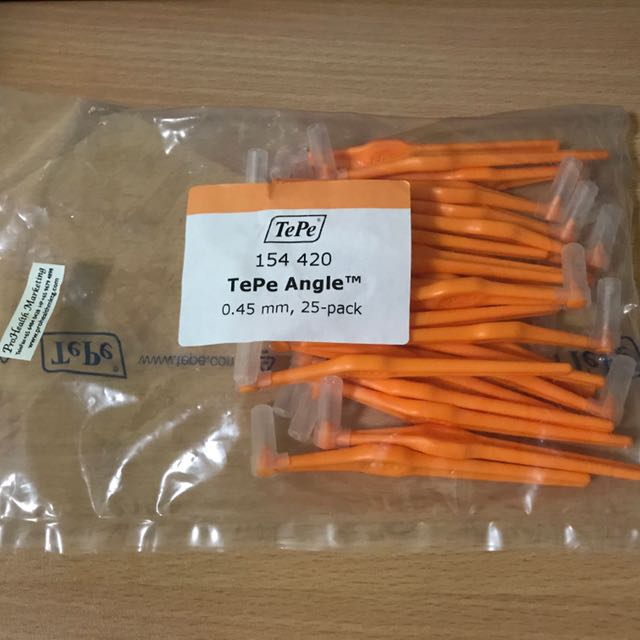 TePe®
154 420
TePe Angle™
0.45 mm, 25-pack
ProHealth Marketing
TePe
www.tepe.com